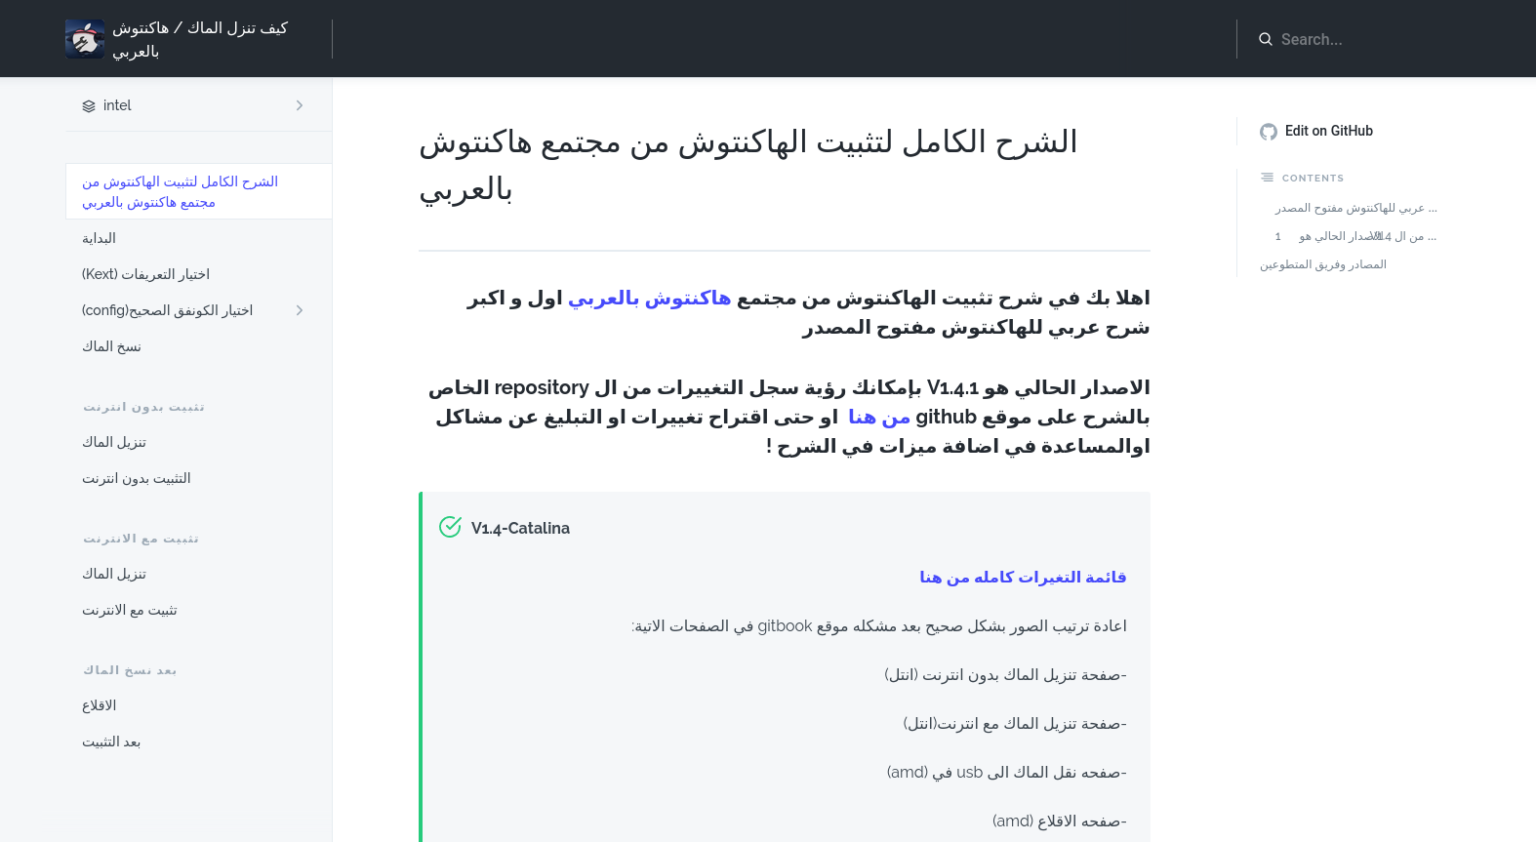 كيف تنزل الماك / هاكنتوش
بالعربي
Search...
intel
الشرح الكامل لتثبيت الهاكنتوش من
مجتمع هاكنتوش بالعربي
البداية
اختيار التعريفات (Kext)
اختيار الكونفق الصحيح(config)
نسخ الماك
تثبيت بدون انترنت
تنزيل الماك
التثبيت بدون انترنت
تثبيت مع الانترنت
تنزيل الماك
تثبيت مع الانترنت
بعد نسخ الماك
الاقلاع
بعد التثبيت
الشرح الكامل لتثبيت الهاكنتوش من مجتمع هاكنتوش
بالعربي
اهلا بك في شرح تثبيت الهاكنتوش من مجتمع هاكنتوش بالعربي اول و اكبر
شرح عربي للهاكنتوش مفتوح المصدر
الاصدار الحالي هو V1.4.1 بإمكانك رؤية سجل التغييرات من ال repository الخاص
بالشرح على موقع github من هنا او حتى اقتراح تغييرات او التبليغ عن مشاكل
اوالمساعدة في اضافة ميزات في الشرح !
V1.4-Catalina
قائمة التغيرات كامله من هنا
اعادة ترتيب الصور بشكل صحيح بعد مشكله موقع gitbook في الصفحات الاتية:
-صفحة تنزيل الماك بدون انترنت (انتل)
-صفحة تنزيل الماك مع انترنت(انتل)
-صفحه نقل الماك الى usb في (amd)
-صفحه الاقلاع (amd)
Edit on GitHub
CONTENTS
عربي للهاكنتوش مفتوح المصدر ...
الاصدار الحالي هو V1.4 1 من ال ...
المصادر وفريق المتطوعين